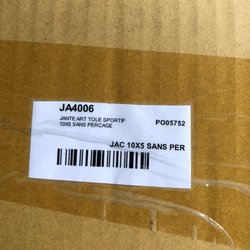 JA4006
JANTE ART TOLE SPORTIF
10X5 SANS PERCAGE
PO05752
JAC 10X5 SANS PER